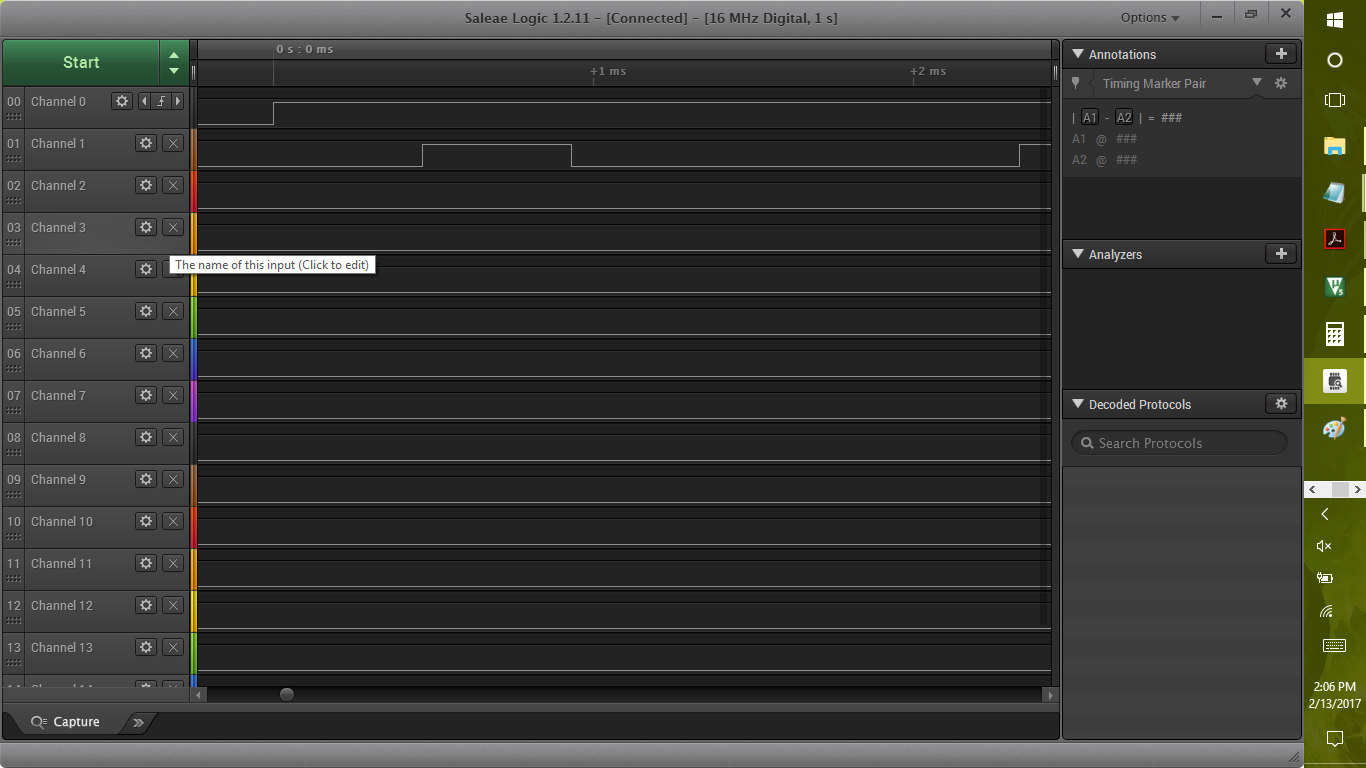 Saleae Logic 1.2.11 - [Connected] - [16 MHz Digital, 1 s]
Options
Start
0 s : 0 ms
+1 ms
+2 ms
00 Channel 0
01 Channel 1
02 Channel 2
03 Channel 3
04 Channel 4
The name of this input (Click to edit)
05 Channel 5
06 Channel 6
07 Channel 7
08 Channel 8
09 Channel 9
10 Channel 10
11 Channel 11
12 Channel 12
13 Channel 13
Capture
Annotations
Timing Marker Pair
| A1 - A2 | = ###
A1 @ ###
A2 @ ###
Analyzers
Decoded Protocols
Search Protocols
2:06 PM
2/13/2017